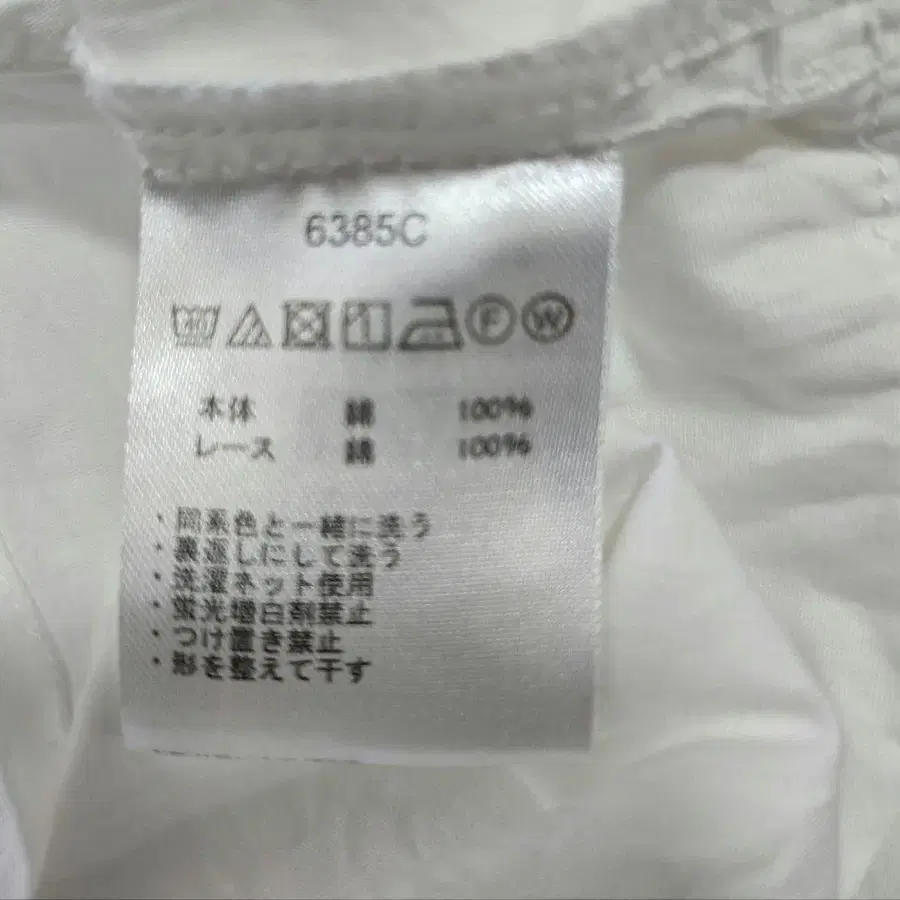 6385C
本体 綿 100%
レース 綿 100%
・同系色と一緒に洗う
・裏返しにして洗う
・洗濯ネット使用
・蛍光増白剤禁止
・つけ置き禁止
・形を整えて干す